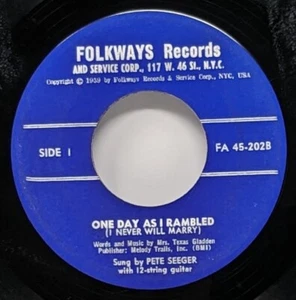 FOLKWAYS Records
AND SERVICE CORP., 117 W. 46 St., N.Y.C.
Copyright © 1959 by Folkways Records & Service Corp., NYC, USA
SIDE I
FA 45-202B
ONE DAY AS I RAMBLED
(I NEVER WILL MARRY)
Words and Music by Mrs. Texas Gladden
Publisher: Melody Trails, Inc. (BMI)
Sung by PETE SEEGER
with 12-string guitar